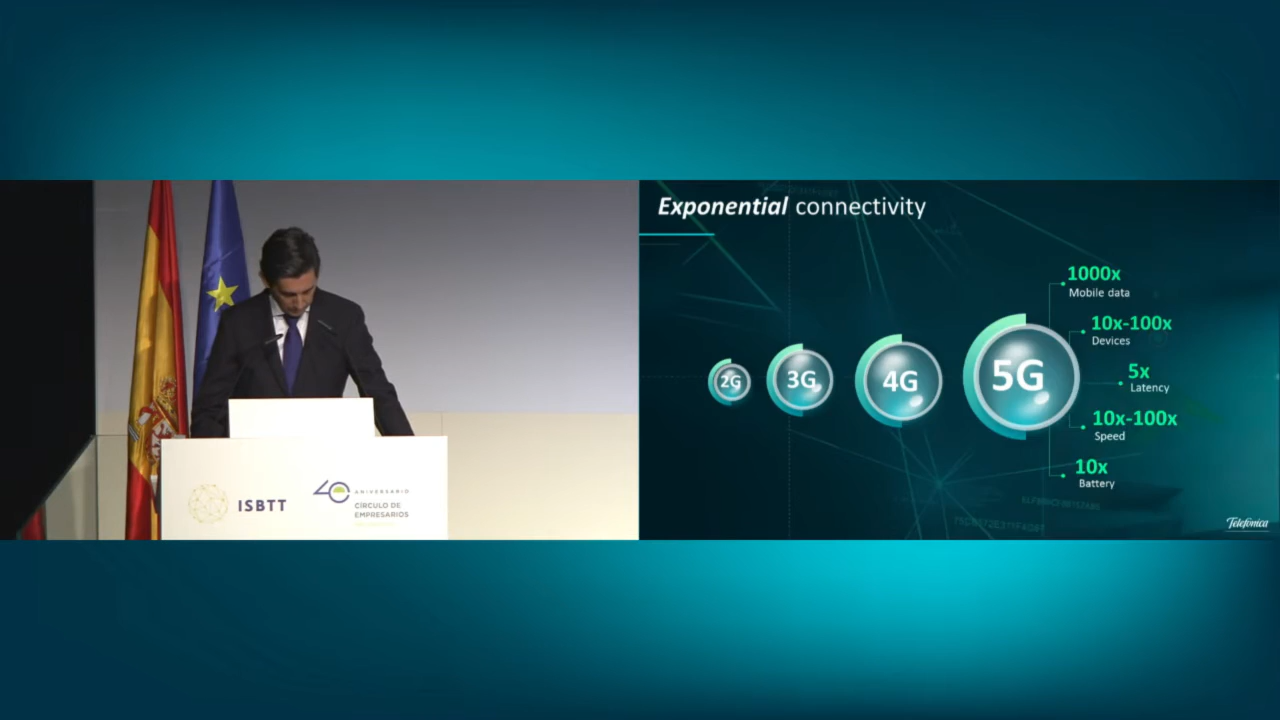 ISBTT
40
ANIVERSARIO
CÍRCULO DE
EMPRESARIOS
Exponential connectivity
2G
3G
4G
5G
1000x
Mobile data
10x-100x
Devices
5x
Latency
10x-100x
Speed
10x
Battery
Telefónica